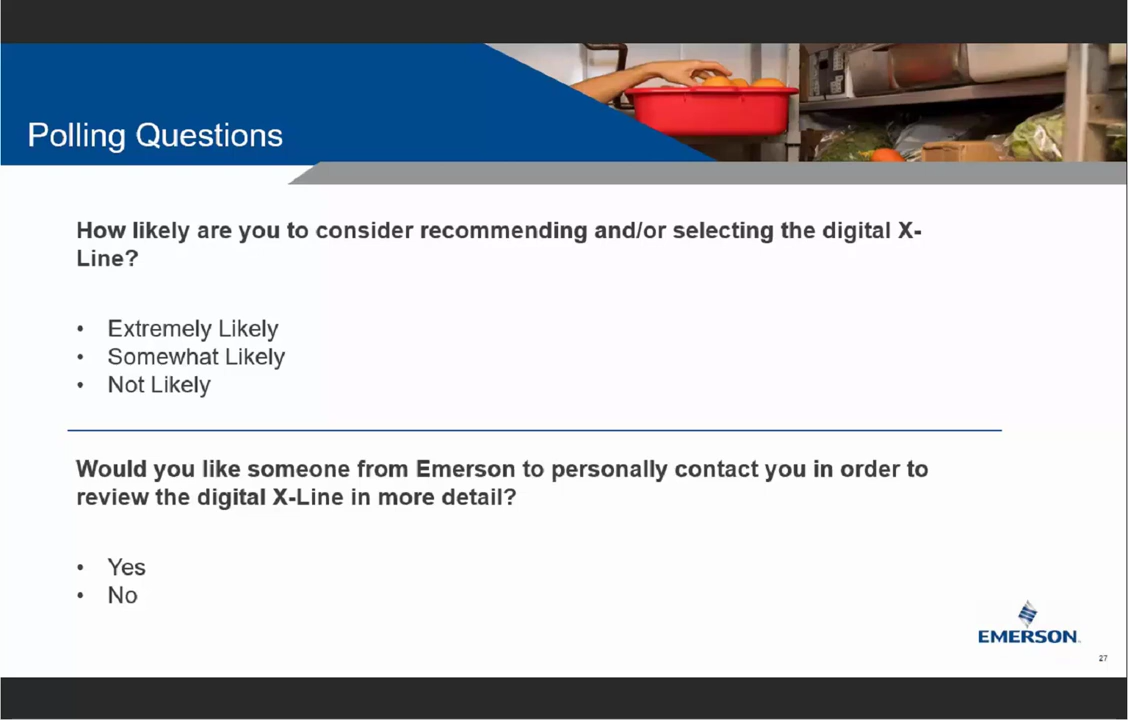 Polling Questions
How likely are you to consider recommending and/or selecting the digital X-
Line?
• Extremely Likely
• Somewhat Likely
• Not Likely
Would you like someone from Emerson to personally contact you in order to
review the digital X-Line in more detail?
• Yes
• No
EMERSON
27